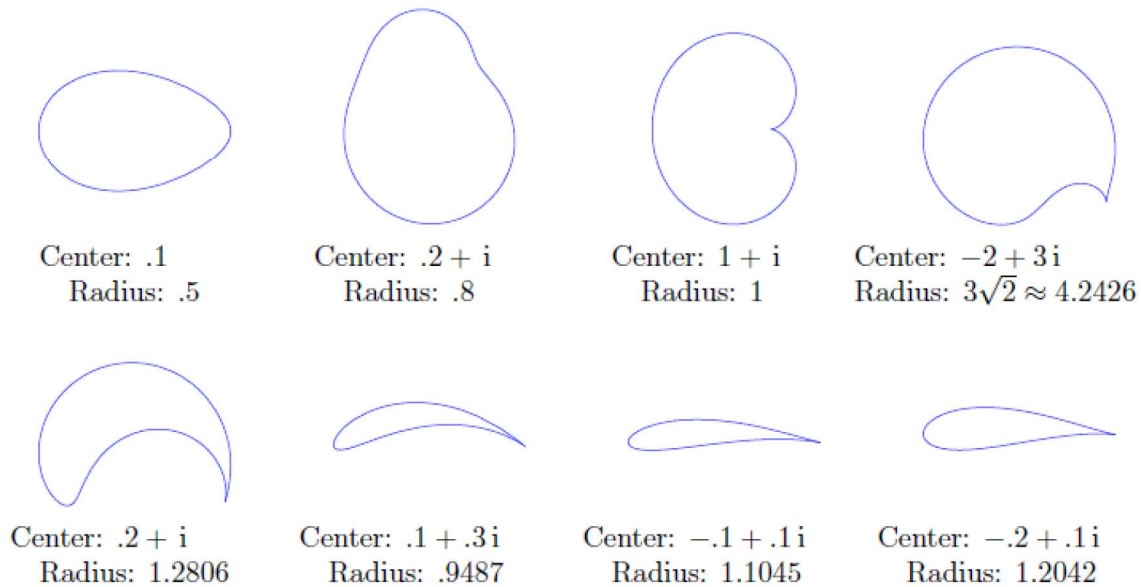 Center: .1
Radius: .5
Center: .2 + i
Radius: .8
Center: 1 + i
Radius: 1
Center: −2 + 3 i
Radius: 3√2 ≈ 4.2426
Center: .2 + i
Radius: 1.2806
Center: .1 + .3 i
Radius: .9487
Center: −.1 + .1 i
Radius: 1.1045
Center: −.2 + .1 i
Radius: 1.2042